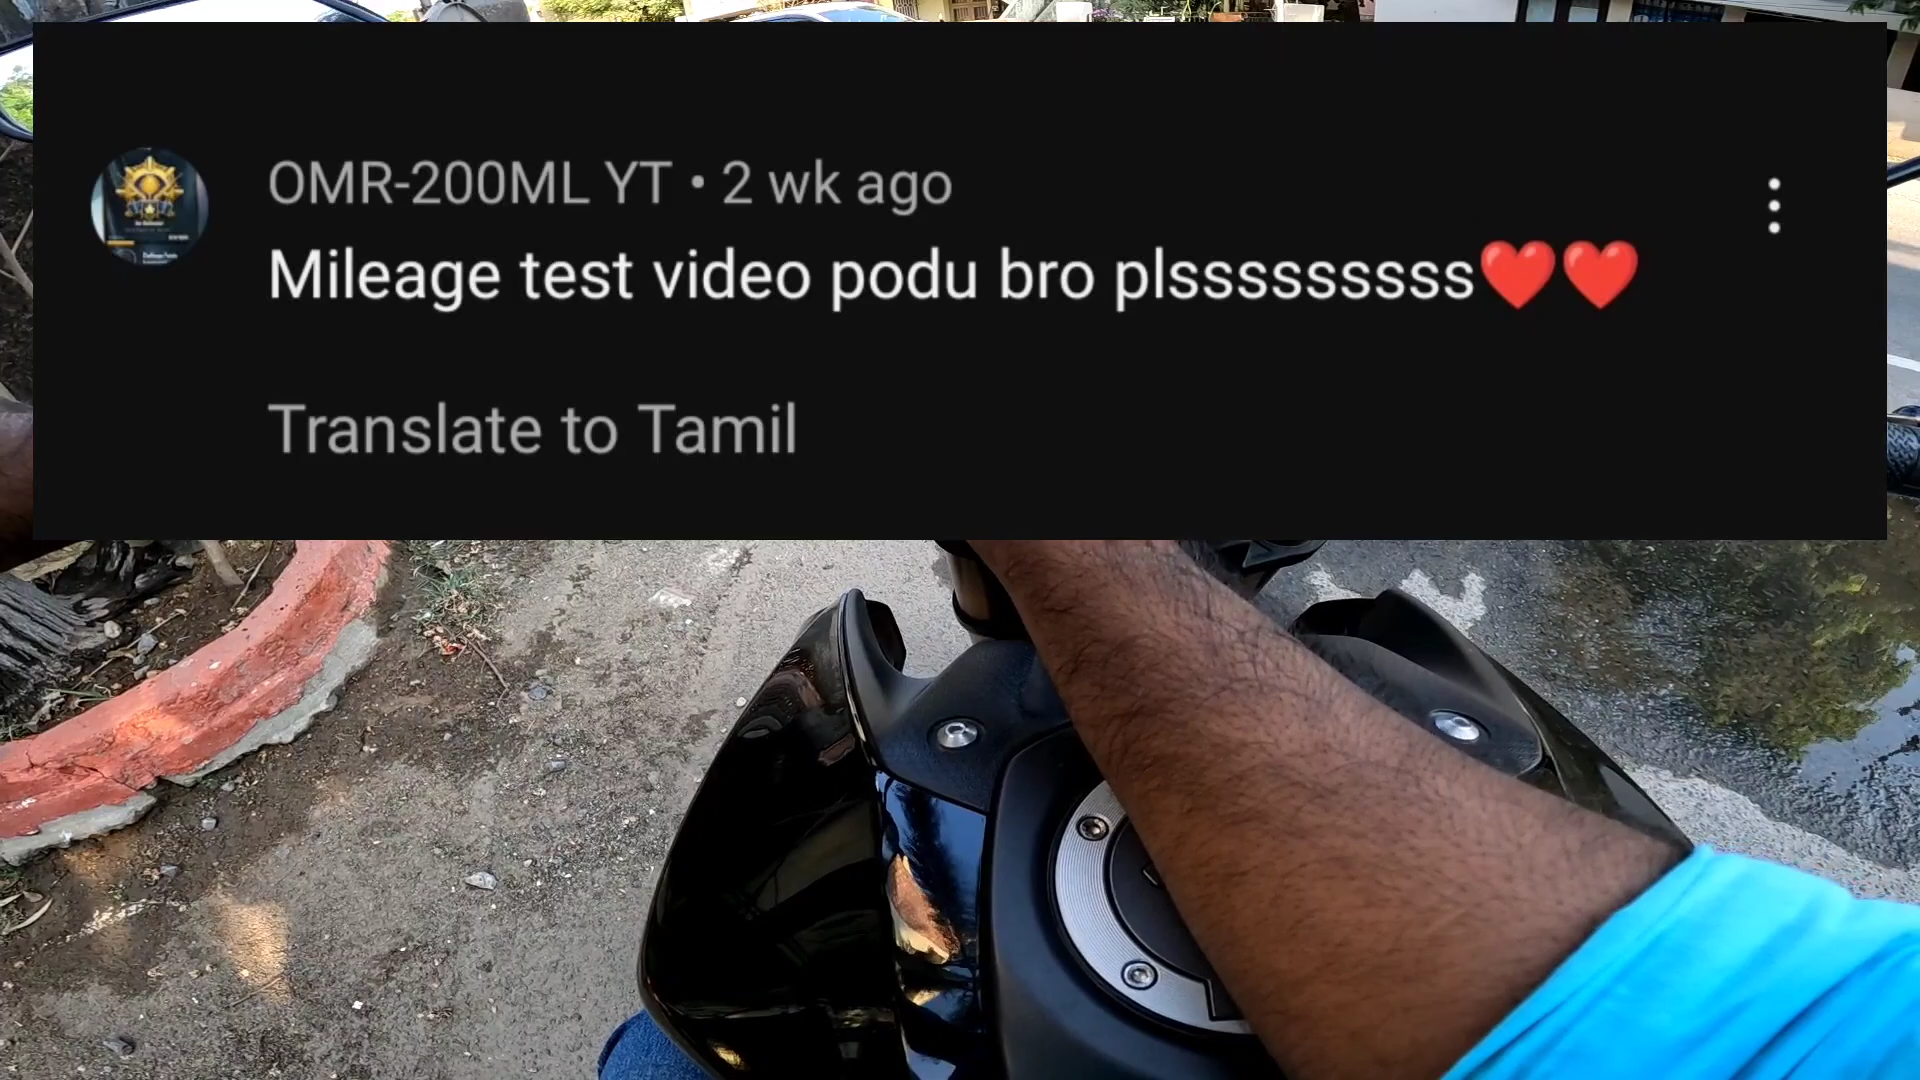 OMR-200ML YT • 2 wk ago
Mileage test video podu bro plsssssssss❤️❤️
Translate to Tamil